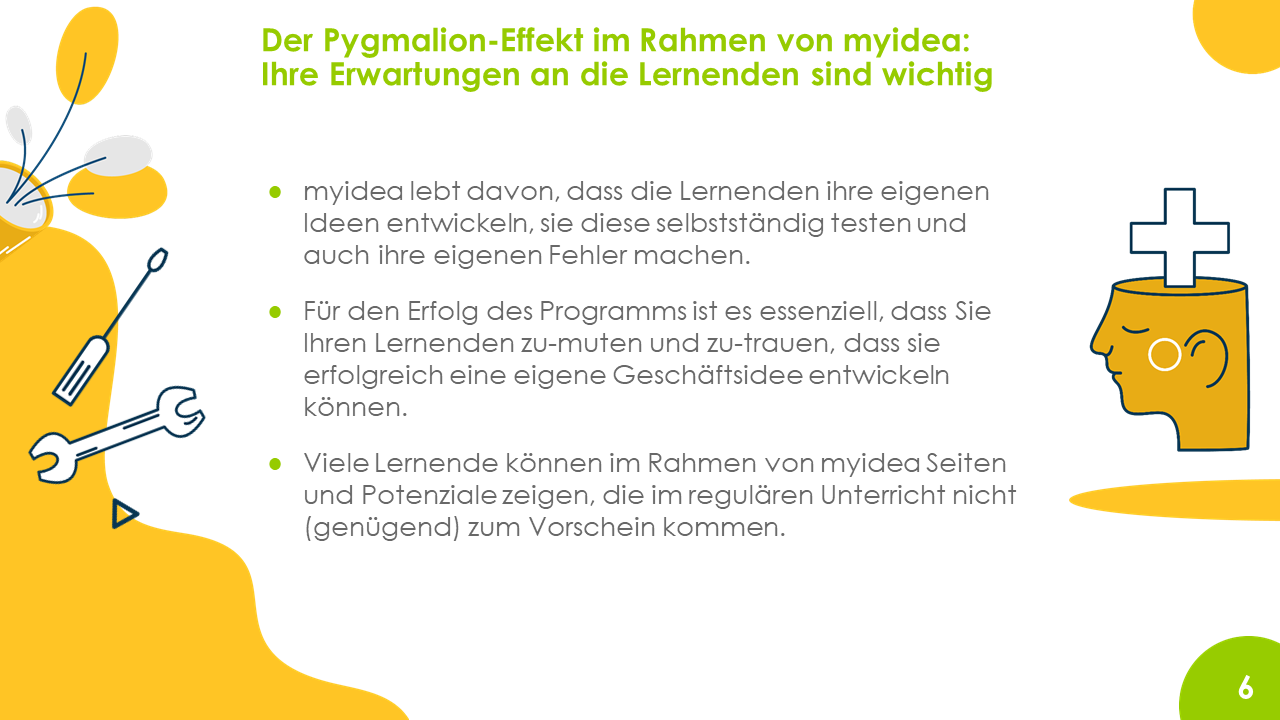 Der Pygmalion-Effekt im Rahmen von myidea:
Ihre Erwartungen an die Lernenden sind wichtig
● myidea lebt davon, dass die Lernenden ihre eigenen
Ideen entwickeln, sie diese selbstständig testen und
auch ihre eigenen Fehler machen.
● Für den Erfolg des Programms ist es essenziell, dass Sie
Ihren Lernenden zu-muten und zu-trauen, dass sie
erfolgreich eine eigene Geschäftsidee entwickeln
können.
● Viele Lernende können im Rahmen von myidea Seiten
und Potenziale zeigen, die im regulären Unterricht nicht
(genügend) zum Vorschein kommen.
6